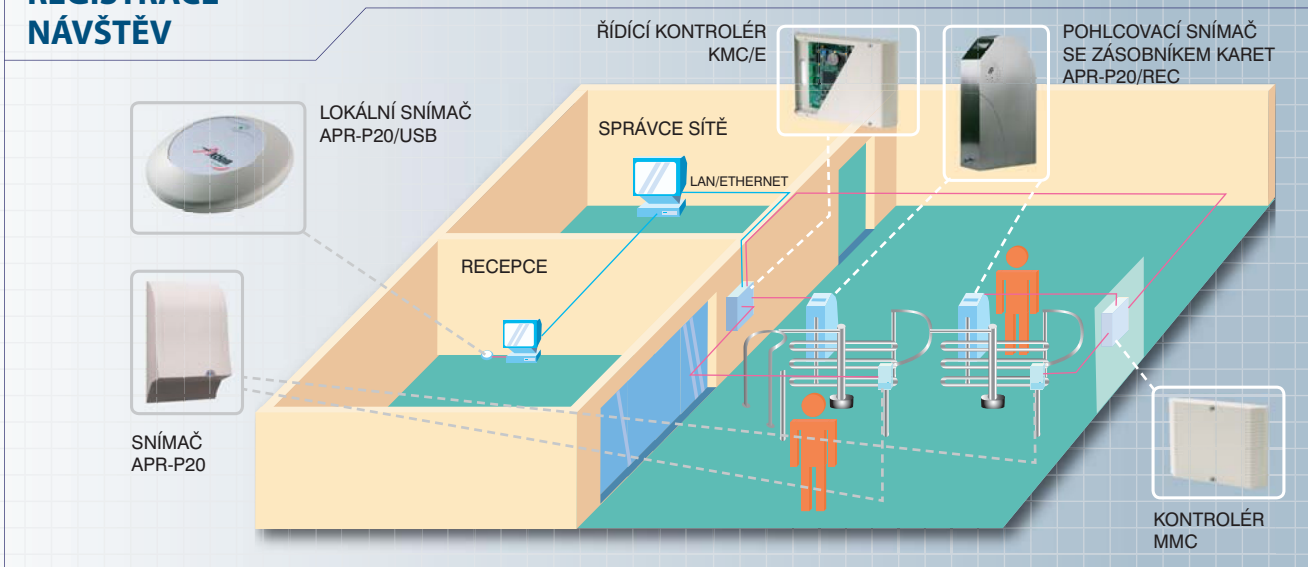 REGISTRACE
NÁVŠTĚV
ŘÍDÍCÍ KONTROLÉR
KMC/E
POHLCOVACÍ SNÍMAČ
SE ZÁSOBNÍKEM KARET
APR-P20/REC
LOKÁLNÍ SNÍMAČ
APR-P20/USB
SPRÁVCE SÍTĚ
LAN/ETHERNET
RECEPCE
SNÍMAČ
APR-P20
KONTROLÉR
MMC